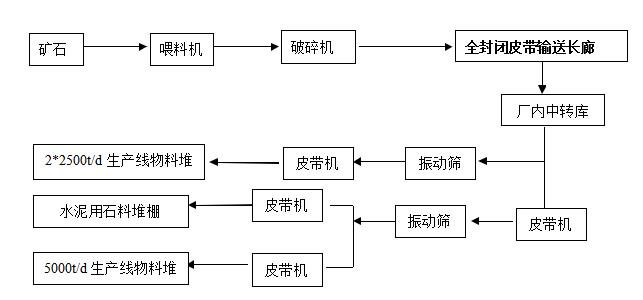 矿石
喂料机
破碎机
全封闭皮带输送长廊
厂内中转库
2*2500t/d 生产线物料堆
皮带机
振动筛
水泥用石料堆棚
皮带机
振动筛
皮带机
5000t/d 生产线物料堆
皮带机